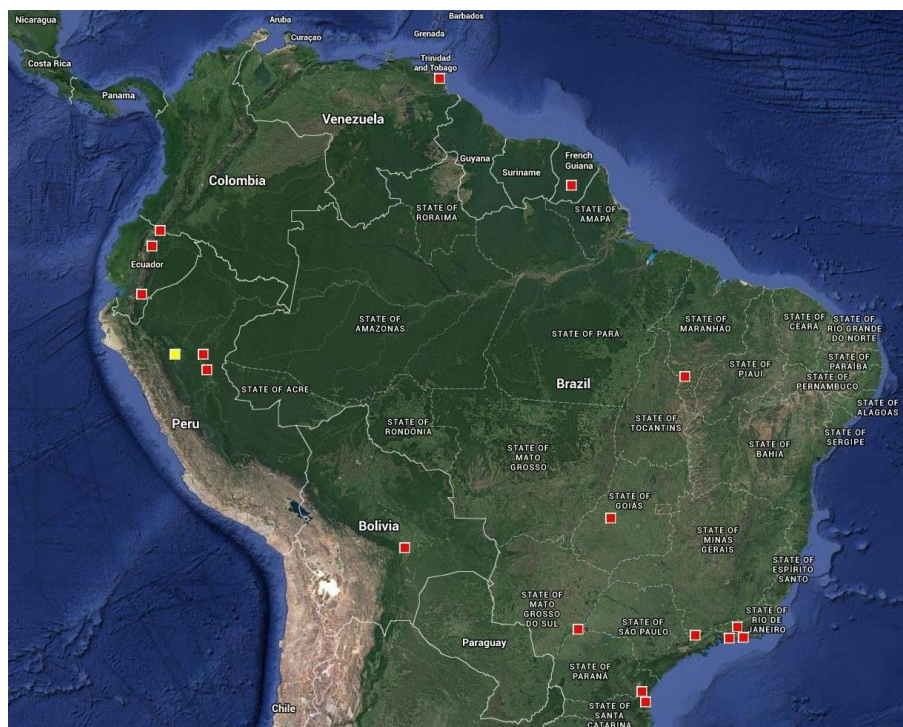 Nicaragua
Aruba
Barbados
Curaçao
Grenada
Costa Rica
Trinidad
and Tobago
Panama
Venezuela
Guyana
French
Guiana
Suriname
Colombia
STATE OF
RORAIMA
STATE OF
AMAPÁ
Ecuador
STATE OF
AMAZONAS
STATE OF PARÁ
STATE OF
MARANHÃO
STATE OF
CEARÁ
STATE OF
RIO GRANDE
DO NORTE
STATE OF
PIAUÍ
STATE OF
PARAÍBA
STATE OF
PERNAMBUCO
STATE OF ACRE
Brazil
STATE OF
ALAGOAS
Peru
STATE OF
RONDÔNIA
STATE OF
TOCANTINS
STATE OF
SERGIPE
STATE OF
MATO
GROSSO
STATE OF
BAHIA
STATE OF
GOIÁS
Bolivia
STATE OF
MINAS
GERAIS
STATE OF
ESPÍRITO
SANTO
STATE OF
MATO
GROSSO
DO SUL
STATE OF
SÃO PAULO
STATE OF
RIO DE
JANEIRO
Paraguay
STATE OF
PARANÁ
Chile
STATE OF
SANTA
CATARINA